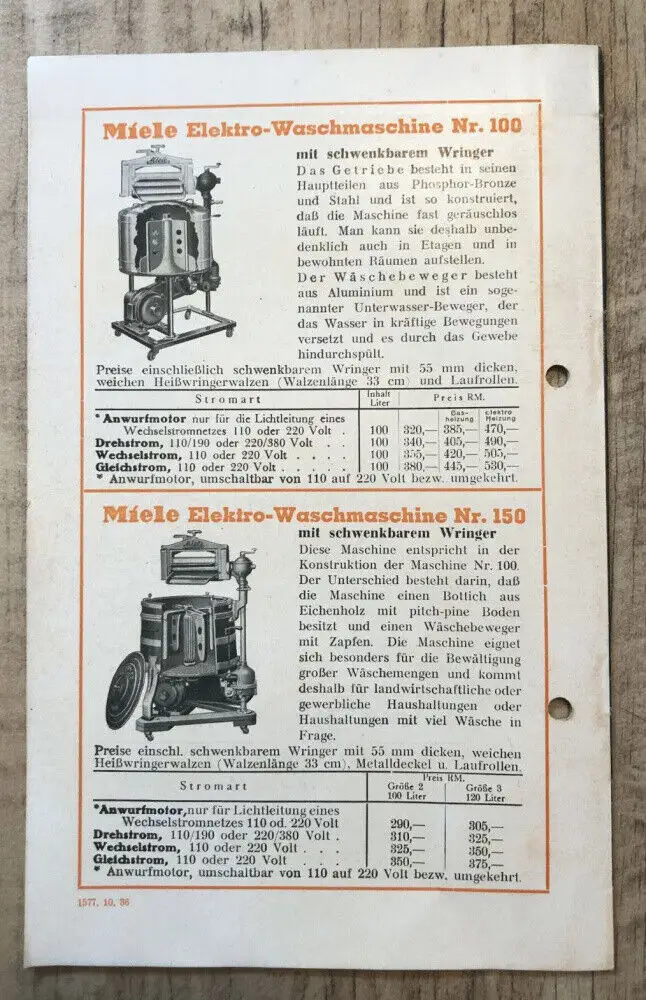 Miele Elektro-Waschmaschine Nr. 100
mit schwenkbarem Wringer
Das Getriebe besteht in seinen
Hauptteilen aus Phosphor-Bronze
und Stahl und ist so konstruiert,
daß die Maschine fast geräuschlos
läuft. Man kann sie deshalb unbe-
denklich auch in Etagen und in
bewohnten Räumen aufstellen.
Der Wäschebeweger besteht
aus Aluminium und ist ein soge-
nannter Unterwasser-Beweger, der
das Wasser in kräftige Bewegungen
versetzt und es durch das Gewebe
hindurchspült.
Preise einschließlich schwenkbarem Wringer mit 55 mm dicken,
weichen Heißwringerwalzen (Walzenlänge 33 cm) und Laufrollen.
Stromart Inhalt Liter Preis RM.
Gas-heizung elektro Heizung
*Anwurfmotor nur für die Lichtleitung eines
Wechselstromnetzes 110 oder 220 Volt . 100 320,— 385,— 470,—
Drehstrom, 110/190 oder 220/380 Volt . . . 100 340,— 405,— 490,—
Wechselstrom, 110 oder 220 Volt . . . . 100 355,— 420,— 505,—
Gleichstrom, 110 oder 220 Volt . . . . . 100 380,— 445,— 530,—
* Anwurfmotor, umschaltbar von 110 auf 220 Volt bezw. umgekehrt.
Miele Elektro-Waschmaschine Nr. 150
mit schwenkbarem Wringer
Diese Maschine entspricht in der
Konstruktion der Maschine Nr. 100.
Der Unterschied besteht darin, daß
die Maschine einen Bottich aus
Eichenholz mit pitch-pine Boden
besitzt und einen Wäschebeweger
mit Zapfen. Die Maschine eignet
sich besonders für die Bewältigung
großer Wäschemengen und kommt
deshalb für landwirtschaftliche oder
gewerbliche Haushaltungen oder
Haushaltungen mit viel Wäsche in
Frage.
Preise einschl. schwenkbarem Wringer mit 55 mm dicken, weichen
Heißwringerwalzen (Walzenlänge 33 cm), Metalldeckel u. Laufrollen.
Stromart Preis RM.
Größe 2 Größe 3
100 Liter 120 Liter
*Anwurfmotor, nur für Lichtleitung eines
Wechselstromnetzes 110 od. 220 Volt 290,— 305,—
Drehstrom, 110/190 oder 220/380 Volt . 310,— 325,—
Wechselstrom, 110 oder 220 Volt . . . 325,— 350,—
Gleichstrom, 110 oder 220 Volt . . . 350,— 375,—
* Anwurfmotor, umschaltbar von 110 auf 220 Volt bezw. umgekehrt.
1577. 10. 36